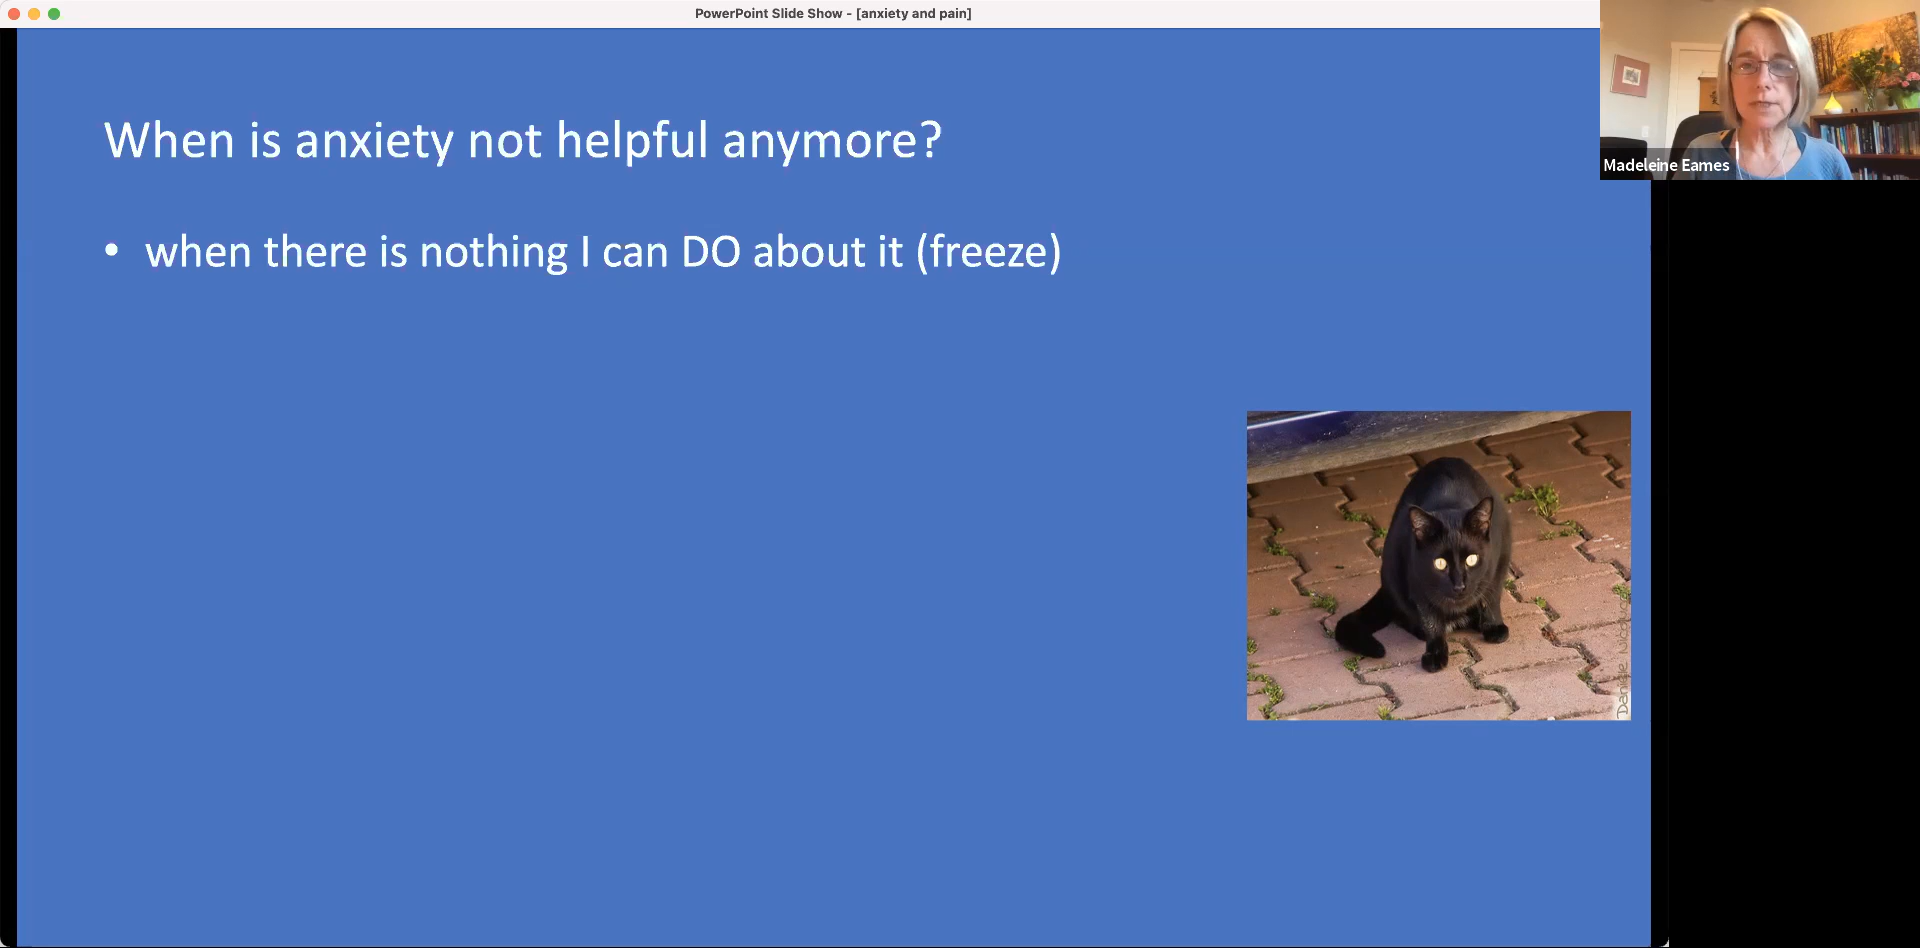 PowerPoint Slide Show - [anxiety and pain]
When is anxiety not helpful anymore?
• when there is nothing I can DO about it (freeze)
Madeleine Eames